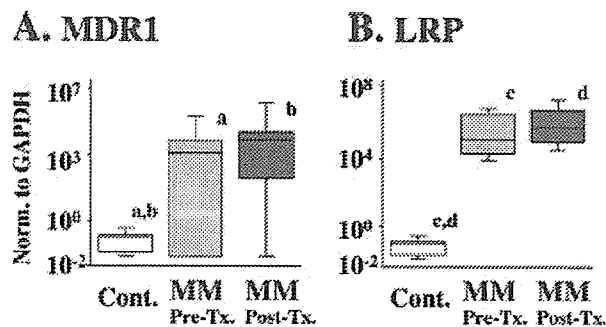 A. MDR1
B. LRP
Norm. to GAPDH
10^7
10^3
10^0
10^-2
a,b
a
b
Cont.
MM Pre-Tx.
MM Post-Tx.
10^8
10^4
10^0
10^-2
c,d
c
d
Cont.
MM Pre-Tx.
MM Post-Tx.